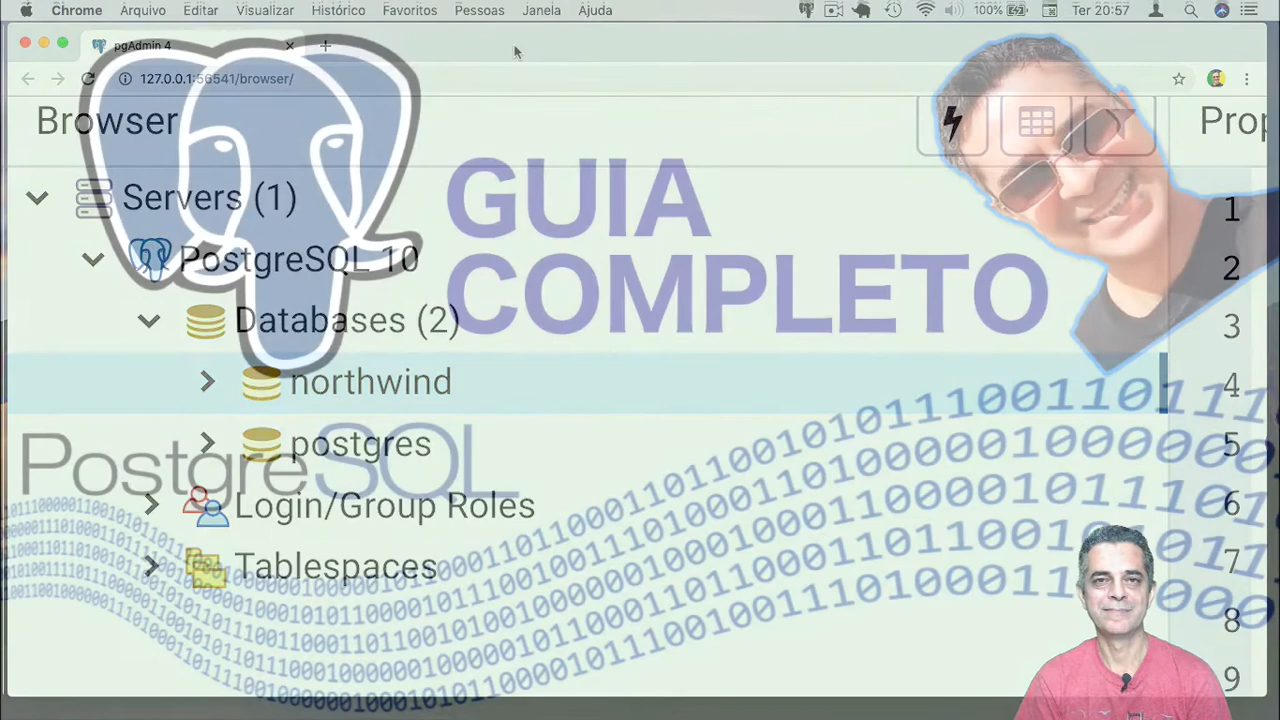 Chrome Arquivo Editar Visualizar Histórico Favoritos Pessoas Janela Ajuda 100% Ter 20:57
pgAdmin 4
127.0.0.1:56541/browser/
Browser
Prop
GUIA
COMPLETO
Servers (1)
PostgreSQL 10
Databases (2)
northwind
postgres
PostgreSQL
Login/Group Roles
Tablespaces
1
2
3
4
5
6
7
8
9